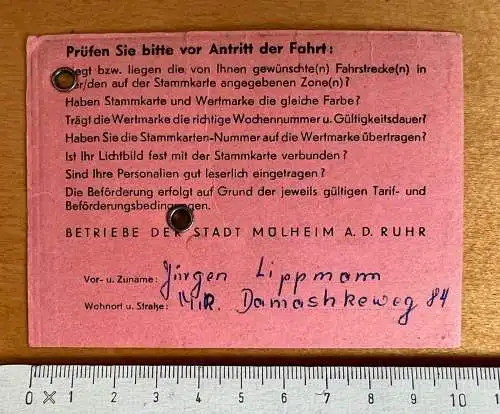 Prüfen Sie bitte vor Antritt der Fahrt:
liegt bzw. liegen die von Ihnen gewünschte(n) Fahrstrecke(n) in
der/den auf der Stammkarte angegebenen Zone(n)?
Haben Stammkarte und Wertmarke die gleiche Farbe?
Trägt die Wertmarke die richtige Wochennummer u. Gültigkeitsdauer?
Haben Sie die Stammkarten-Nummer auf die Wertmarke übertragen?
Ist Ihr Lichtbild fest mit der Stammkarte verbunden?
Sind Ihre Personalien gut leserlich eingetragen?
Die Beförderung erfolgt auf Grund der jeweils gültigen Tarif- und
Beförderungsbedingungen.
BETRIEBE DER STADT MÜLHEIM A. D. RUHR
Vor- u. Zuname: Jürgen Lippmann
Wohnort u. Straße: Damashkeweg 84
0 x 1 2 3 4 5 6 7 8 9 10